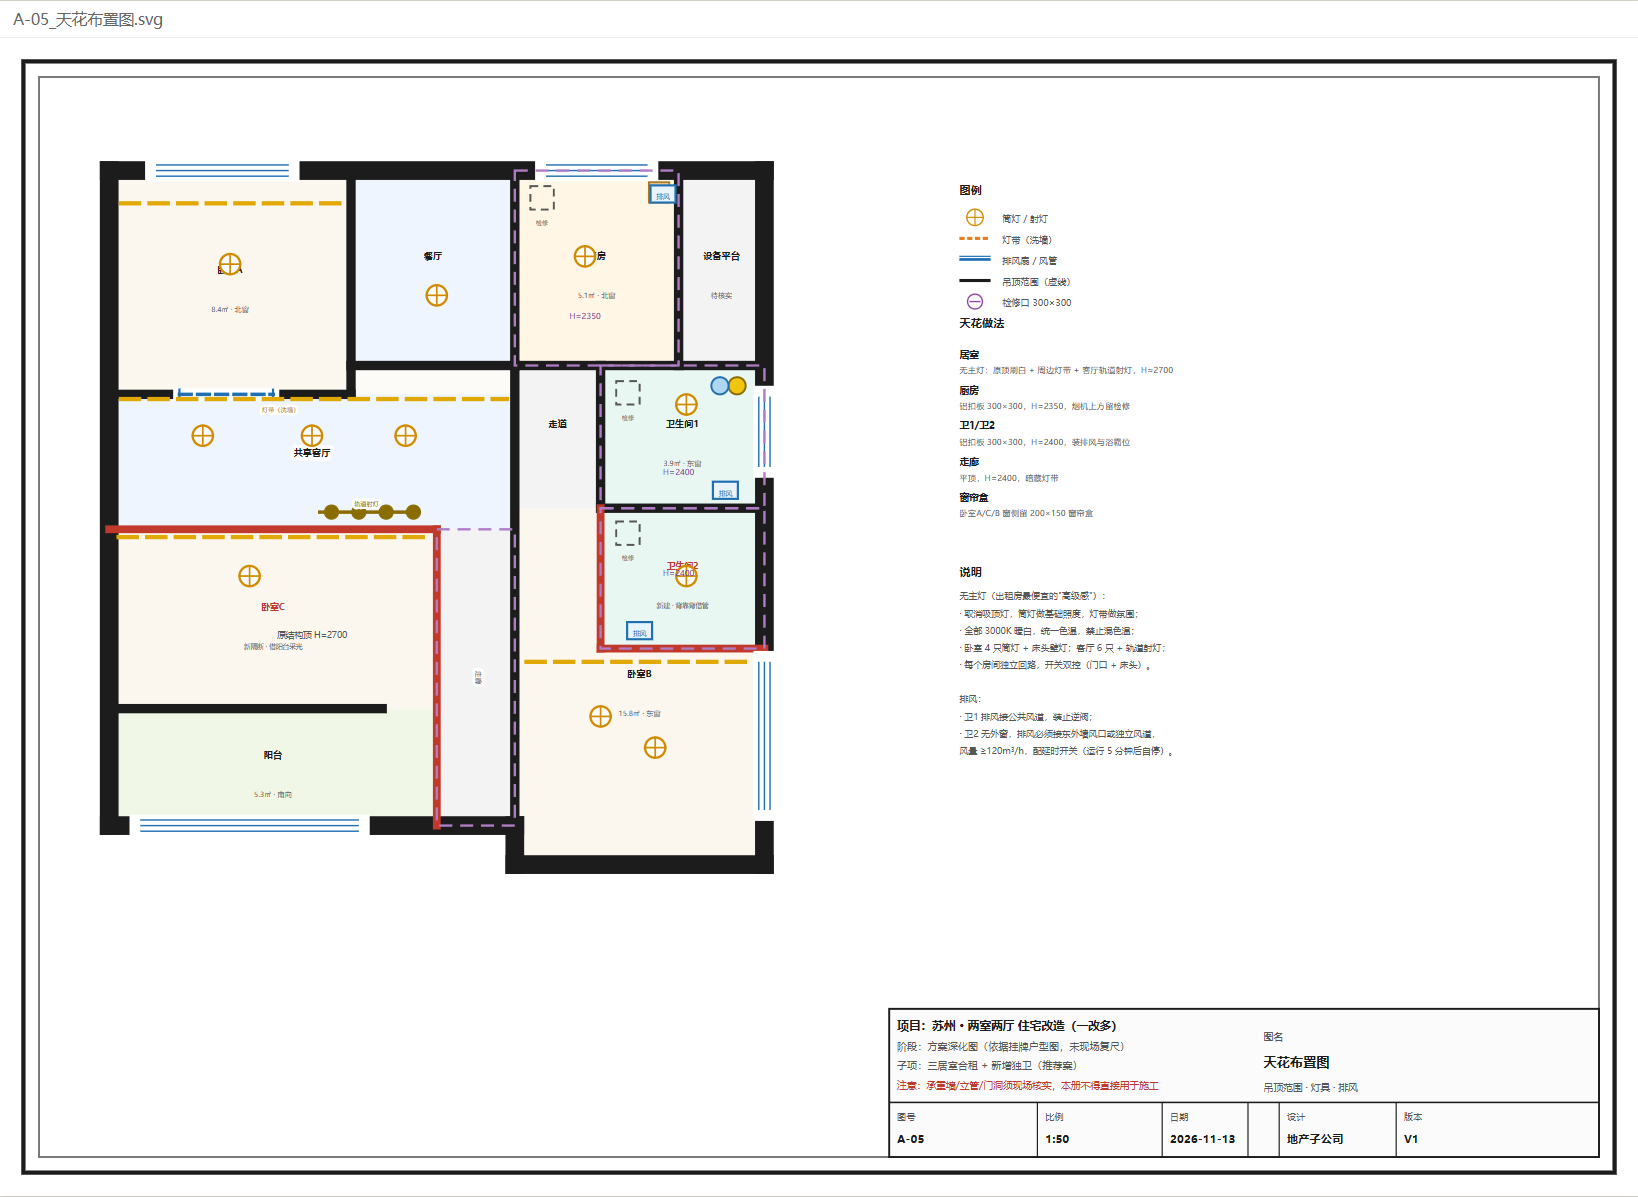 A-05_天花布置图.svg
餐厅
房
设备平台
8.4㎡ · 北窗
5.1㎡ · 北窗
待核实
H=2350
检修
排风
灯带（洗墙）
共享客厅
轨道射灯
走道
检修
卫生间1
3.9㎡ · 东窗
H=2400
排风
检修
卫生间2
H=2400
新建 · 背靠背借管
排风
卧室C
原结构顶 H=2700
新隔断 · 借阳台采光
走廊
卧室B
15.8㎡ · 东窗
阳台
5.3㎡ · 南向
图例
筒灯 / 射灯
灯带（洗墙）
排风扇 / 风管
吊顶范围（虚线）
检修口 300×300
天花做法
居室
无主灯：原顶刷白 + 周边灯带 + 客厅轨道射灯，H≈2700
厨房
铝扣板 300×300，H=2350，烟机上方留检修
卫1/卫2
铝扣板 300×300，H=2400，装排风与浴霸位
走廊
平顶，H=2400，暗藏灯带
窗帘盒
卧室A/C/B 窗侧留 200×150 窗帘盒
说明
无主灯（出租房最便宜的"高级感"）：
· 取消吸顶灯，筒灯做基础照度，灯带做氛围；
· 全部 3000K 暖白，统一色温，禁止混色温；
· 卧室 4 只筒灯 + 床头壁灯；客厅 6 只 + 轨道射灯；
· 每个房间独立回路，开关双控（门口 + 床头）。
排风：
· 卫1 排风接公共风道，装止逆阀；
· 卫2 无外窗，排风必须接东外墙风口或独立风道，
风量 ≥120m³/h，配延时开关（运行 5 分钟后自停）。
项目：苏州 · 两室两厅 住宅改造（一改多）
阶段：方案深化图（依据挂牌户型图，未现场复尺）
子项：三居室合租 + 新增独卫（推荐案）
注意：承重墙/立管/门洞须现场核实，本册不得直接用于施工
图名
天花布置图
吊顶范围 · 灯具 · 排风
图号
A-05
比例
1:50
日期
2026-11-13
设计
地产子公司
版本
V1